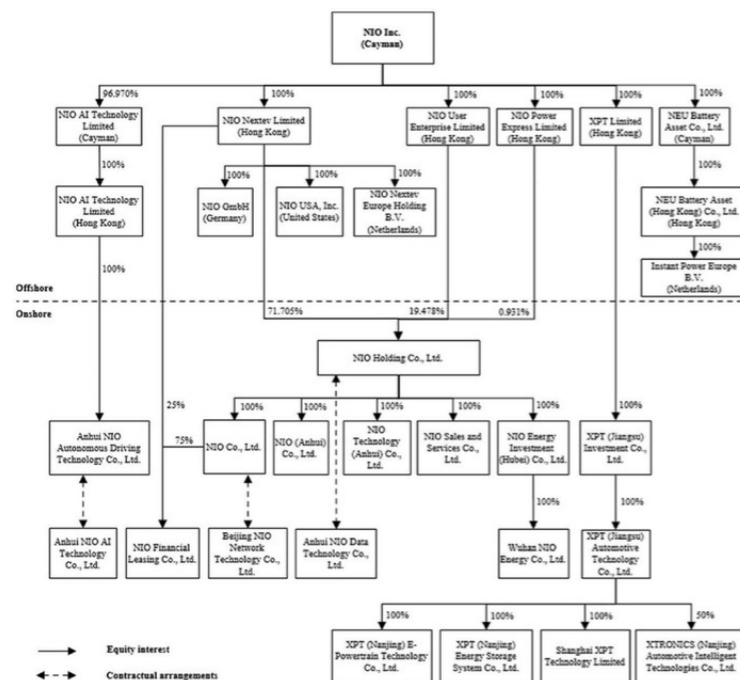 NIO Inc.
(Cayman)
96.970%
100%
100%
100%
100%
100%
NIO AI Technology
Limited
(Cayman)
NIO Nextev Limited
(Hong Kong)
NIO User
Enterprise Limited
(Hong Kong)
NIO Power
Express Limited
(Hong Kong)
XPT Limited
(Hong Kong)
NEU Battery
Asset Co., Ltd.
(Cayman)
100%
100%
100%
100%
100%
NIO AI Technology
Limited
(Hong Kong)
NIO GmbH
(Germany)
NIO USA, Inc.
(United States)
NIO Nextev
Europe Holding
B.V.
(Netherlands)
NEU Battery Asset
(Hong Kong) Co., Ltd.
(Hong Kong)
100%
100%
Instant Power Europe
B.V.
(Netherlands)
Offshore
Onshore
71.705%
19.478%
0.931%
NIO Holding Co., Ltd.
25%
100%
100%
100%
100%
100%
100%
75%
Anhui NIO
Autonomous Driving
Technology Co., Ltd.
NIO Co., Ltd.
NIO (Anhui)
Co., Ltd.
NIO
Technology
(Anhui) Co.,
Ltd.
NIO Sales and
Services Co.,
Ltd.
NIO Energy
Investment
(Hubei) Co.,
Ltd.
XPT (Jiangsu)
Investment Co.,
Ltd.
100%
100%
Anhui NIO AI
Technology
Co., Ltd.
NIO Financial
Leasing Co., Ltd.
Beijing NIO
Network
Technology Co.,
Ltd.
Anhui NIO Data
Technology Co., Ltd.
Wuhan NIO
Energy Co., Ltd.
XPT (Jiangsu)
Automotive
Technology
Co., Ltd.
100%
100%
100%
50%
XPT (Nanjing) E-
Powertrain Technology
Co., Ltd.
XPT (Nanjing)
Energy Storage
System Co., Ltd.
Shanghai XPT
Technology Limited
XTRONICS (Nanjing)
Automotive Intelligent
Technologies Co., Ltd.
Equity interest
Contractual arrangements